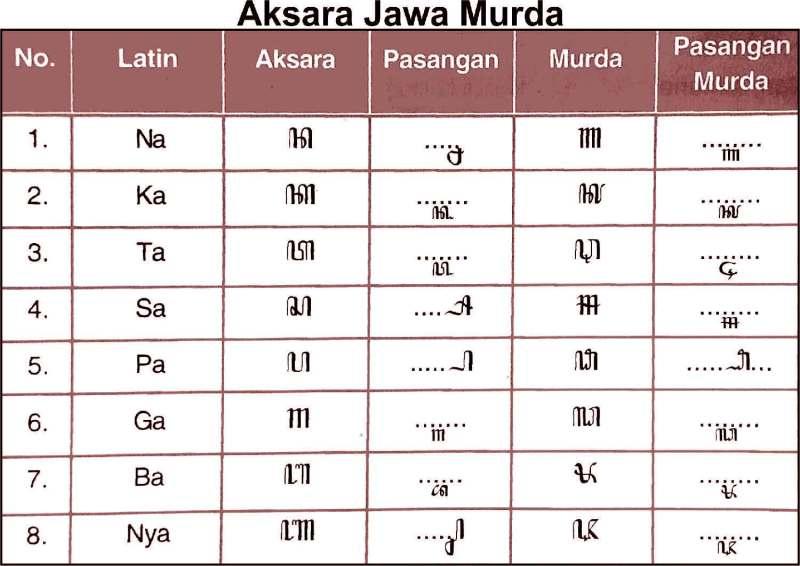 Aksara Jawa Murda
No. Latin Aksara Pasangan Murda Pasangan Murda
1. Na ꦤ .....꧀ꦤ ꦟ ........꧀ꦟ
2. Ka ꦏ .......꧀ꦏ ꦑ ........꧀ꦑ
3. Ta ꦠ .......꧀ꦠ ꦡ ........꧀ꦡ
4. Sa ꦱ ....꧀ꦱ ꦯ ........꧀ꦯ
5. Pa ꦥ .....꧀ꦥ ꦦ .....꧀ꦦ...
6. Ga ꦒ .......꧀ꦒ ꦓ ........꧀ꦓ
7. Ba ꦧ ......꧀ꦧ ꦨ ........꧀ꦨ
8. Nya ꦚ .....꧀ꦚ ꦘ ........꧀ꦘ